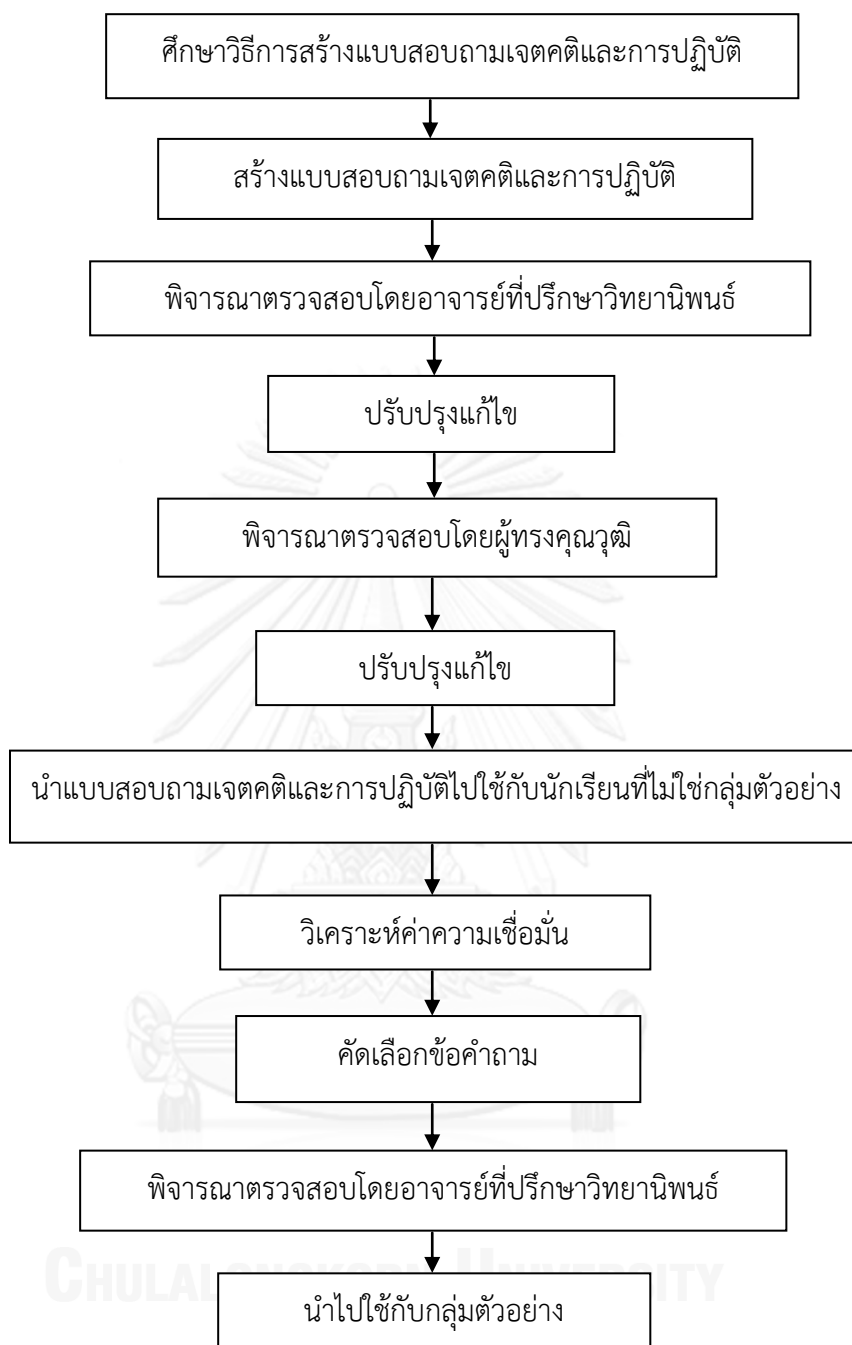 ศึกษาวิธีการสร้างแบบสอบถามเจตคติและการปฏิบัติ
สร้างแบบสอบถามเจตคติและการปฏิบัติ
พิจารณาตรวจสอบโดยอาจารย์ที่ปรึกษาวิทยานิพนธ์
ปรับปรุงแก้ไข
พิจารณาตรวจสอบโดยผู้ทรงคุณวุฒิ
ปรับปรุงแก้ไข
นำแบบสอบถามเจตคติและการปฏิบัติไปใช้กับนักเรียนที่ไม่ใช่กลุ่มตัวอย่าง
วิเคราะห์ค่าความเชื่อมั่น
คัดเลือกข้อคำถาม
พิจารณาตรวจสอบโดยอาจารย์ที่ปรึกษาวิทยานิพนธ์
CHULALONGKORN UNIVERSITY
นำไปใช้กับกลุ่มตัวอย่าง